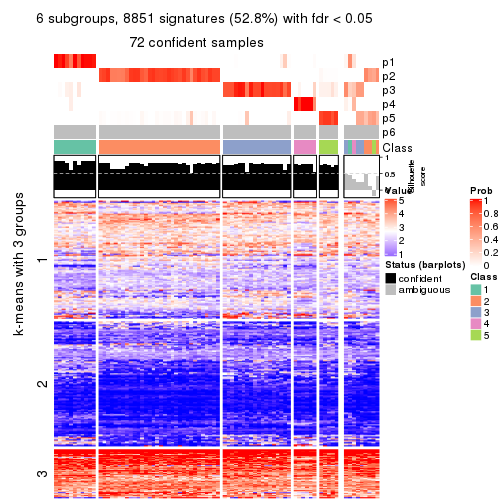 6 subgroups, 8851 signatures (52.8%) with fdr < 0.05
72 confident samples
p1
p2
p3
p4
p5
p6
Class
1
0.5
0
Silhouette
score
k-means with 3 groups
1
2
3
Value
5
4
3
2
1
Status (barplots)
confident
ambiguous
Prob
1
0.8
0.6
0.4
0.2
0
Class
1
2
3
4
5